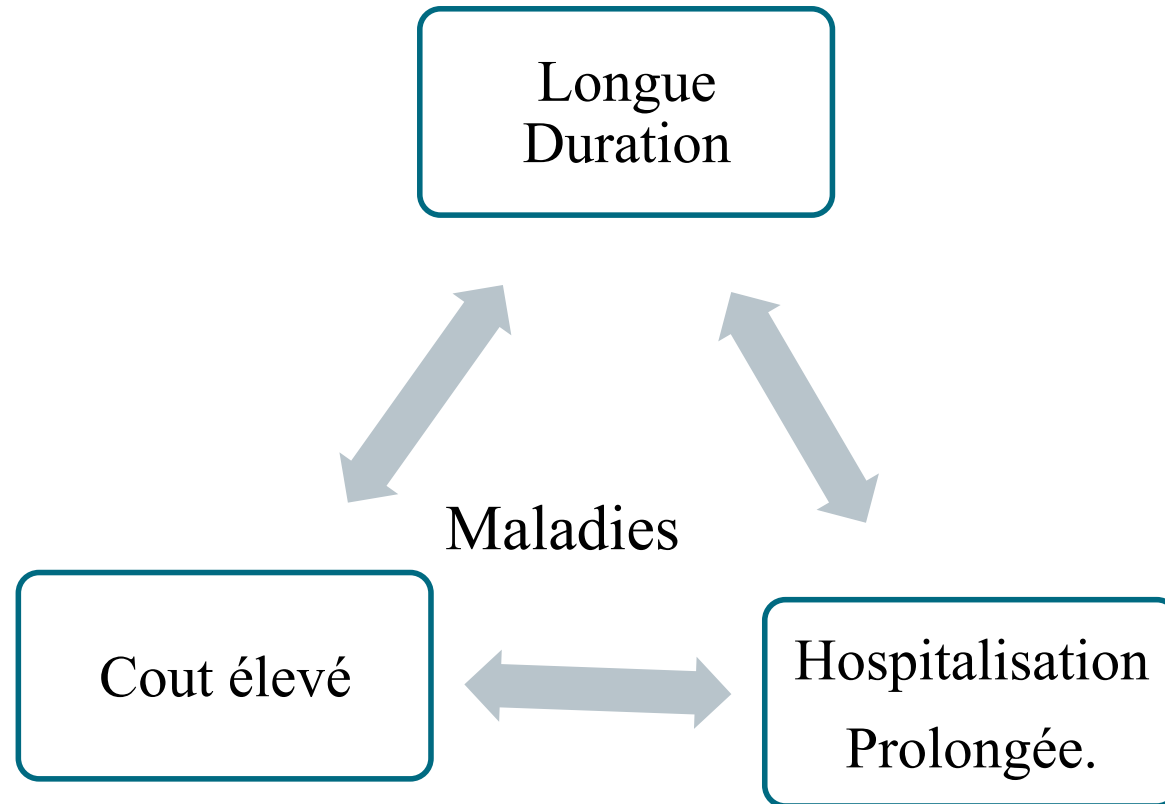 Longue
Duration
Maladies
Cout élevé
Hospitalisation
Prolongée.